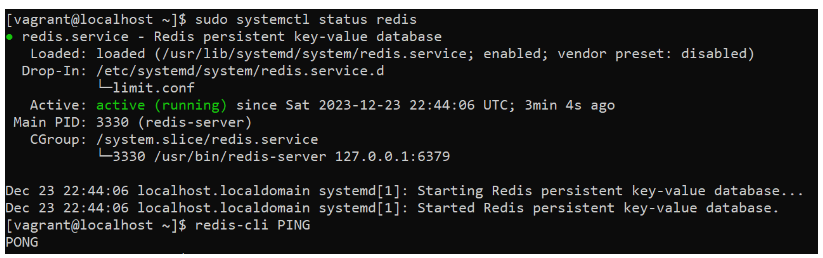 [vagrant@localhost ~]$ sudo systemctl status redis
● redis.service - Redis persistent key-value database
   Loaded: loaded (/usr/lib/systemd/system/redis.service; enabled; vendor preset: disabled)
  Drop-In: /etc/systemd/system/redis.service.d
           └─limit.conf
   Active: active (running) since Sat 2023-12-23 22:44:06 UTC; 3min 4s ago
 Main PID: 3330 (redis-server)
   CGroup: /system.slice/redis.service
           └─3330 /usr/bin/redis-server 127.0.0.1:6379

Dec 23 22:44:06 localhost.localdomain systemd[1]: Starting Redis persistent key-value database...
Dec 23 22:44:06 localhost.localdomain systemd[1]: Started Redis persistent key-value database.
[vagrant@localhost ~]$ redis-cli PING
PONG